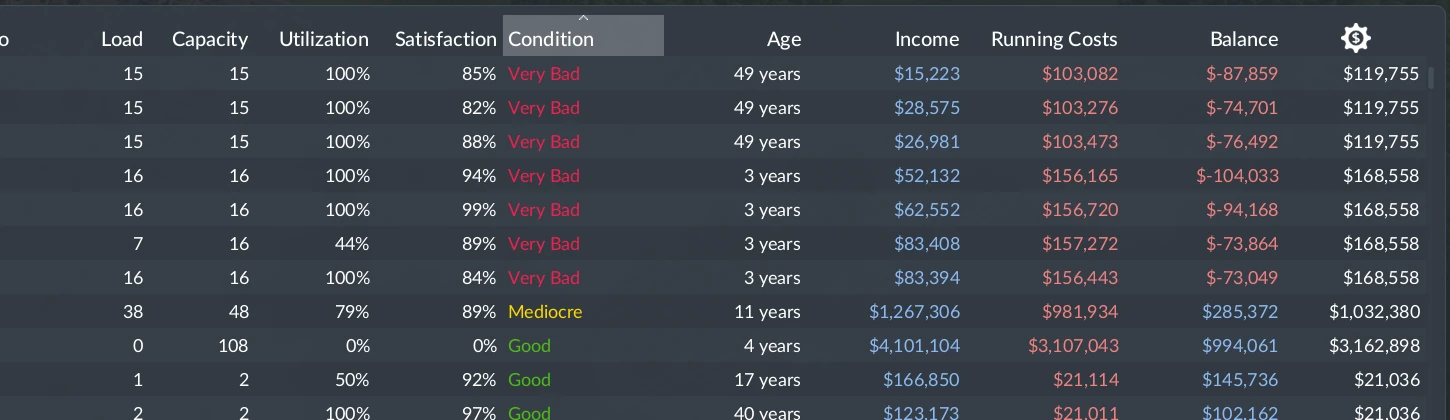 o Load Capacity Utilization Satisfaction Condition Age Income Running Costs Balance
15 15 100% 85% Very Bad 49 years $15,223 $103,082 $-87,859 $119,755
15 15 100% 82% Very Bad 49 years $28,575 $103,276 $-74,701 $119,755
15 15 100% 88% Very Bad 49 years $26,981 $103,473 $-76,492 $119,755
16 16 100% 94% Very Bad 3 years $52,132 $156,165 $-104,033 $168,558
16 16 100% 99% Very Bad 3 years $62,552 $156,720 $-94,168 $168,558
7 16 44% 89% Very Bad 3 years $83,408 $157,272 $-73,864 $168,558
16 16 100% 84% Very Bad 3 years $83,394 $156,443 $-73,049 $168,558
38 48 79% 89% Mediocre 11 years $1,267,306 $981,934 $285,372 $1,032,380
0 108 0% 0% Good 4 years $4,101,104 $3,107,043 $994,061 $3,162,898
1 2 50% 92% Good 17 years $166,850 $21,114 $145,736 $21,036
2 2 100% 97% Good 40 years $123,173 $21,011 $102,162 $21,036